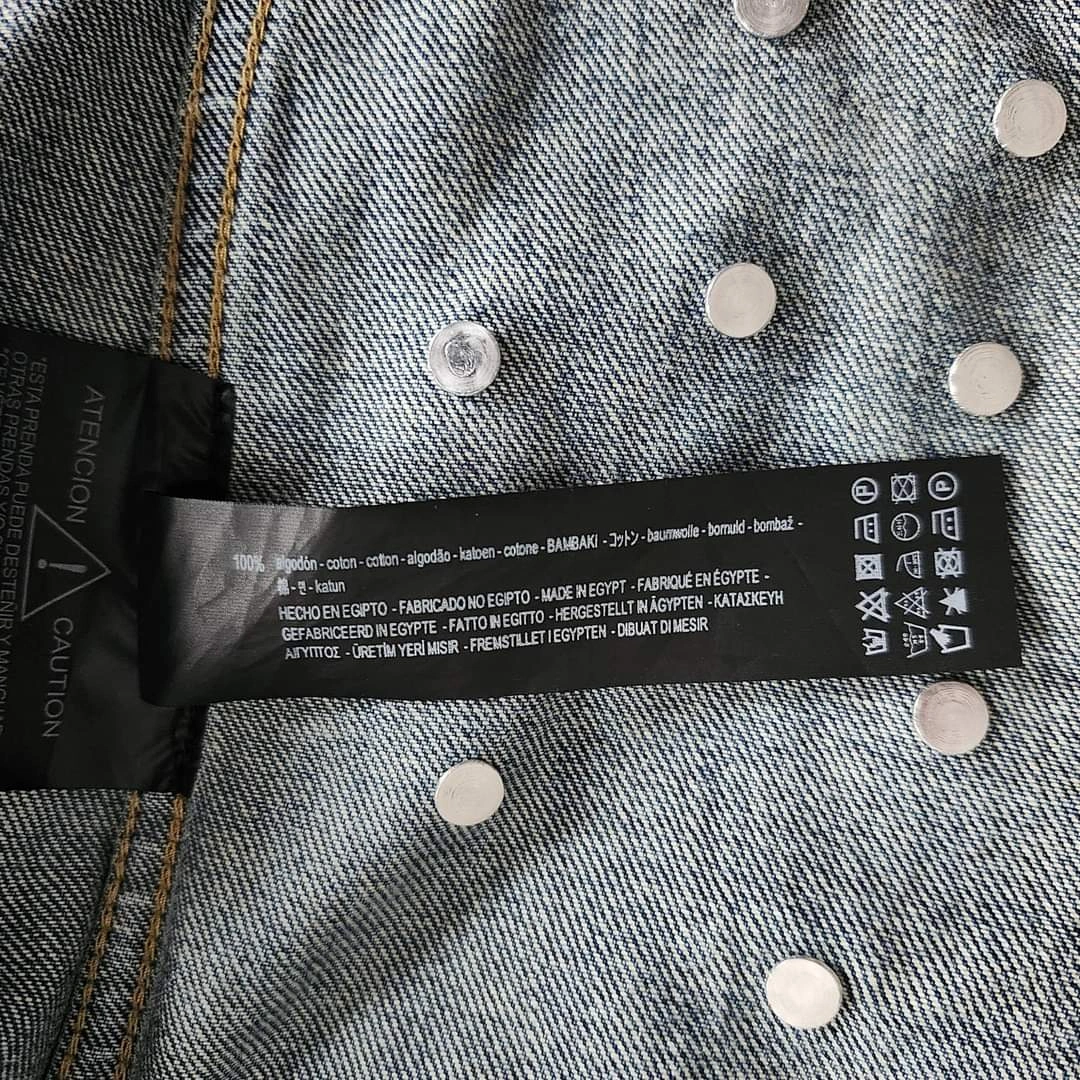 ATENCION
CAUTION
"ESTA PRENDA PUEDE DESTEÑIR Y MANCHAR
OTRAS PRENDAS Y/O
100% algodón - coton - cotton - algodão - katoen - cotone - BAMBAKI - コットン - baumwolle - bomuld - bombaž -
綿 - 면 - katun
HECHO EN EGIPTO - FABRICADO NO EGIPTO - MADE IN EGYPT - FABRIQUÉ EN ÉGYPTE -
GEFABRICEERD IN EGYPTE - FATTO IN EGITTO - HERGESTELLT IN ÄGYPTEN - ΚΑΤΑΣΚΕΥΗ
ΑΙΓΥΠΤΟΣ - ÜRETİM YERİ MISIR - FREMSTILLET I EGYPTEN - DIBUAT DI MESIR
P P